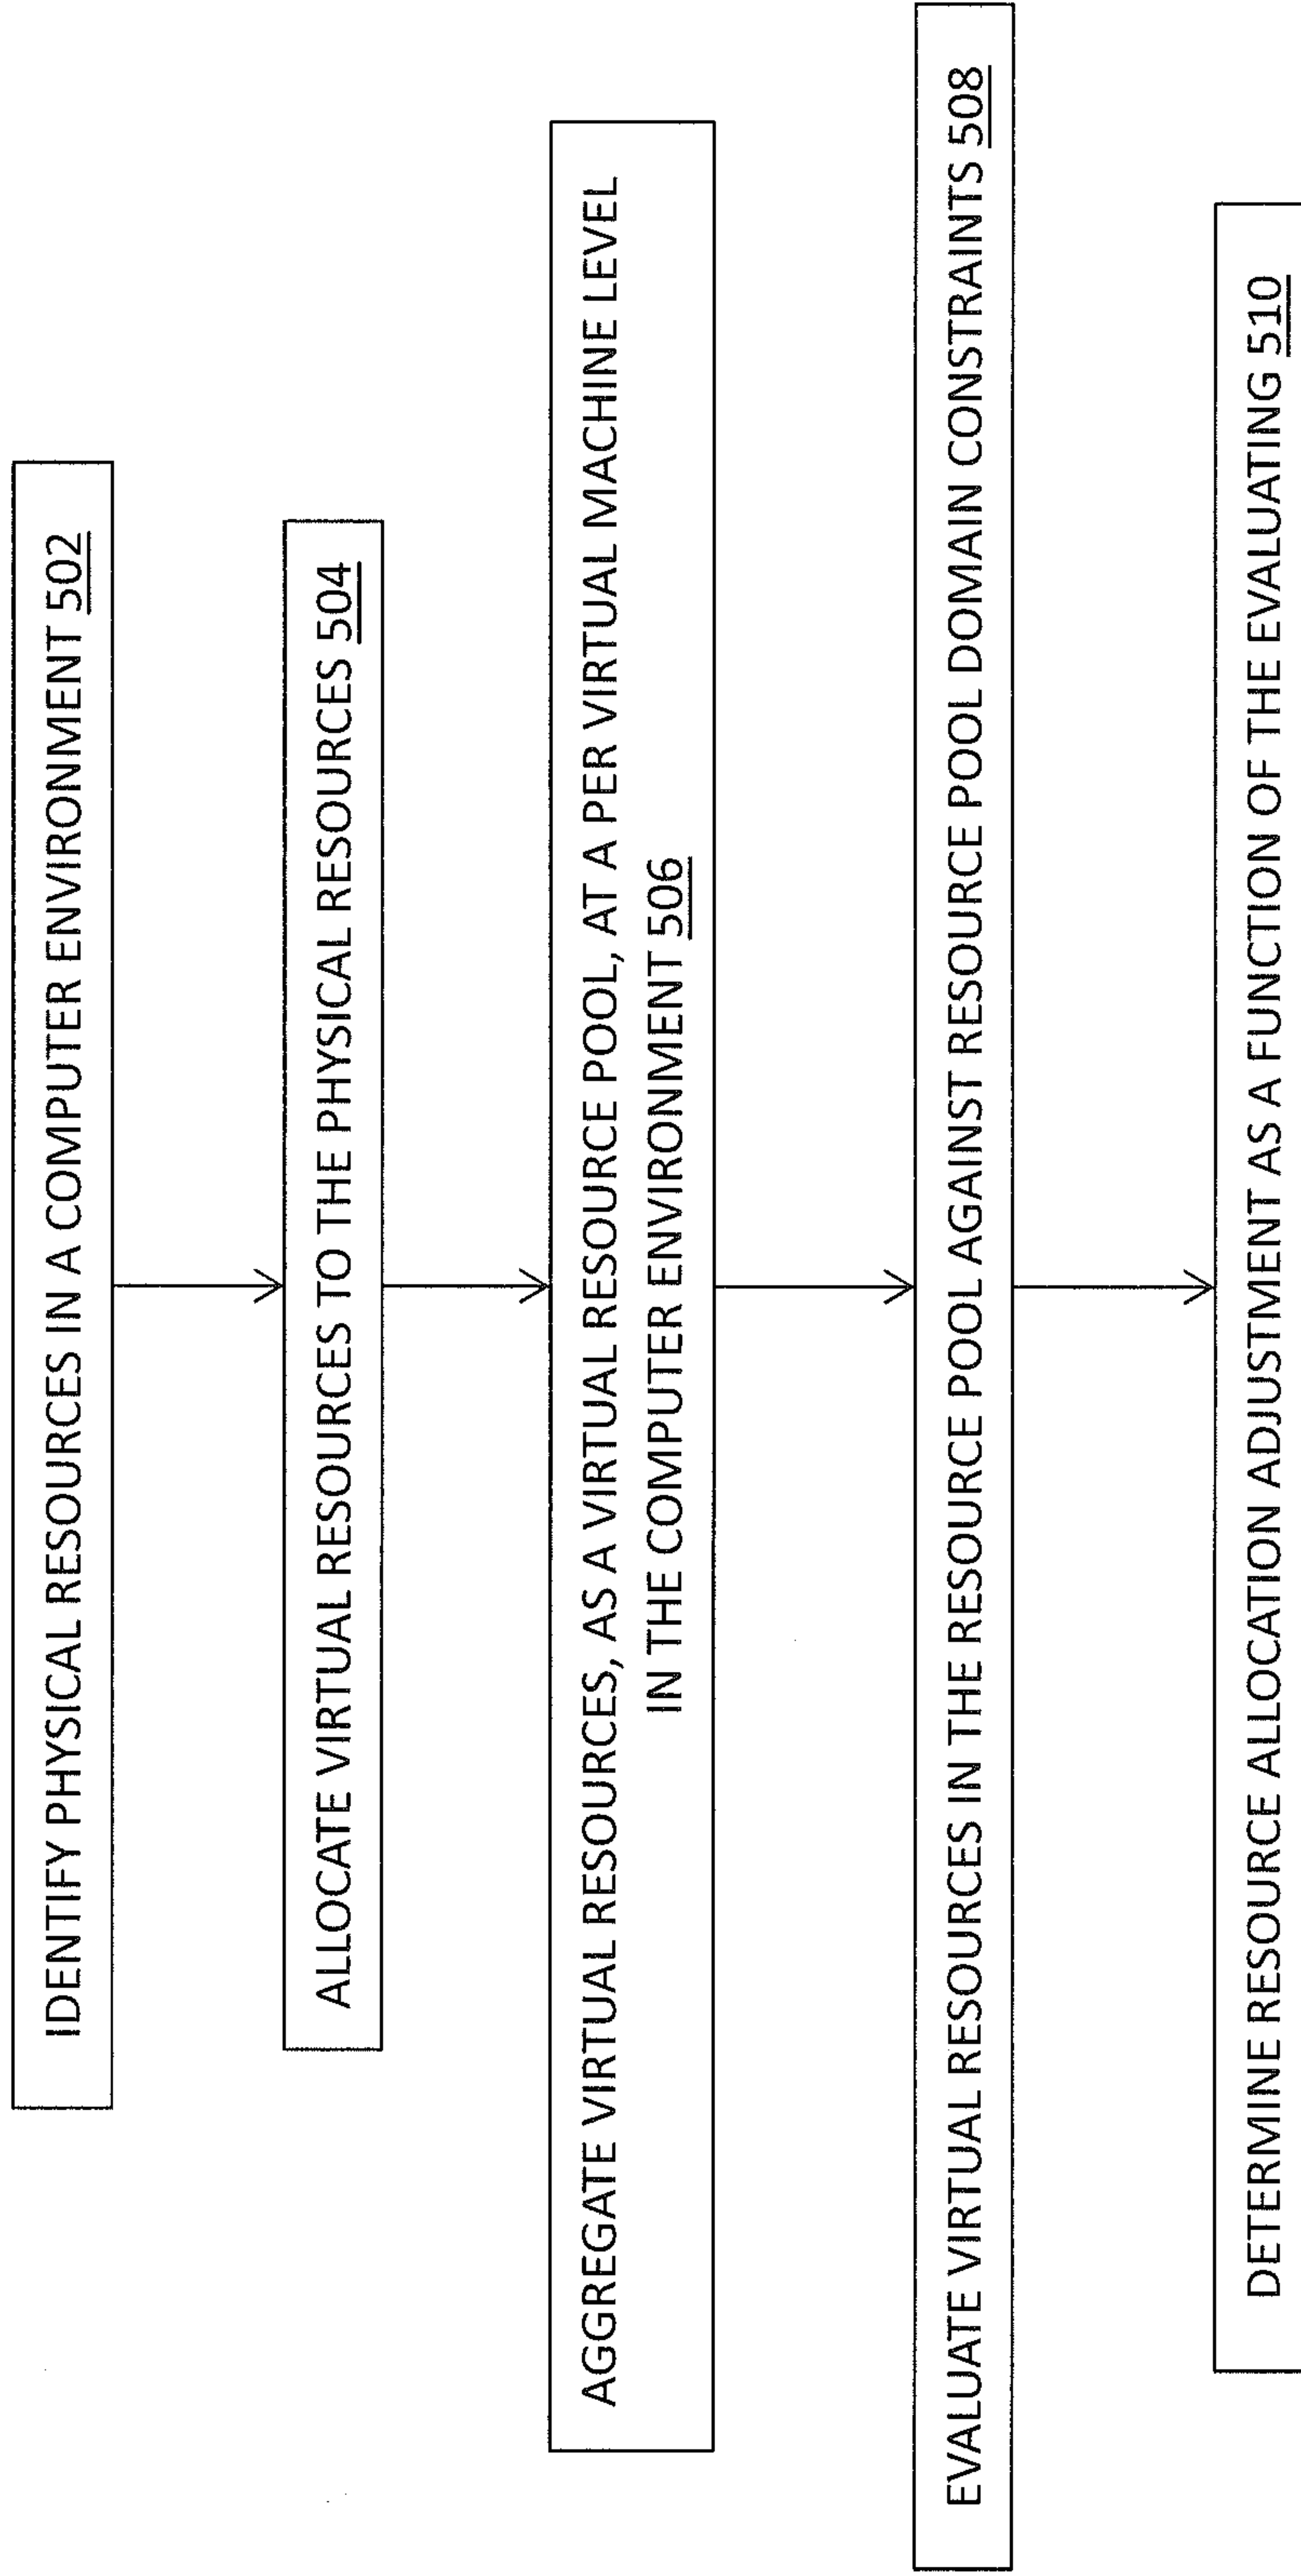 IDENTIFY PHYSICAL RESOURCES IN A COMPUTER ENVIRONMENT 502
ALLOCATE VIRTUAL RESOURCES TO THE PHYSICAL RESOURCES 504
AGGREGATE VIRTUAL RESOURCES, AS A VIRTUAL RESOURCE POOL, AT A PER VIRTUAL MACHINE LEVEL
IN THE COMPUTER ENVIRONMENT 506
EVALUATE VIRTUAL RESOURCES IN THE RESOURCE POOL AGAINST RESOURCE POOL DOMAIN CONSTRAINTS 508
DETERMINE RESOURCE ALLOCATION ADJUSTMENT AS A FUNCTION OF THE EVALUATING 510